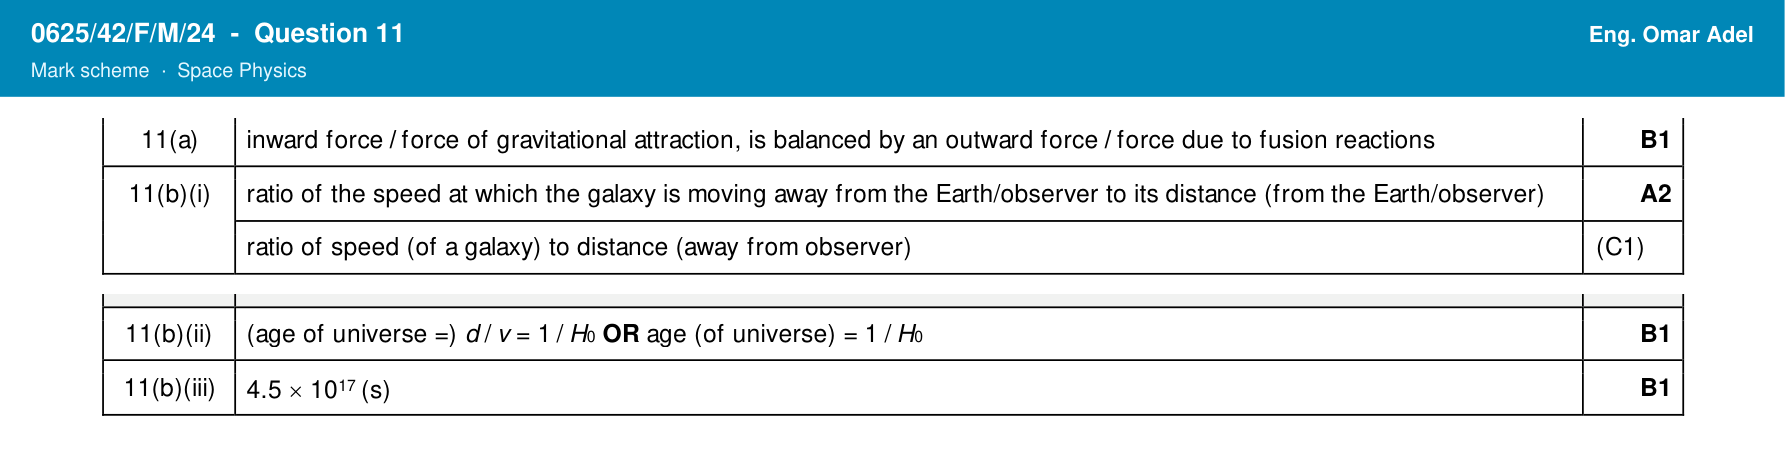 0625/42/F/M/24 - Question 11
Eng. Omar Adel
Mark scheme · Space Physics
11(a) inward force / force of gravitational attraction, is balanced by an outward force / force due to fusion reactions B1
11(b)(i) ratio of the speed at which the galaxy is moving away from the Earth/observer to its distance (from the Earth/observer) A2
ratio of speed (of a galaxy) to distance (away from observer) (C1)
11(b)(ii) (age of universe =) d / v = 1 / H₀ OR age (of universe) = 1 / H₀ B1
11(b)(iii) 4.5 × 10¹⁷ (s) B1